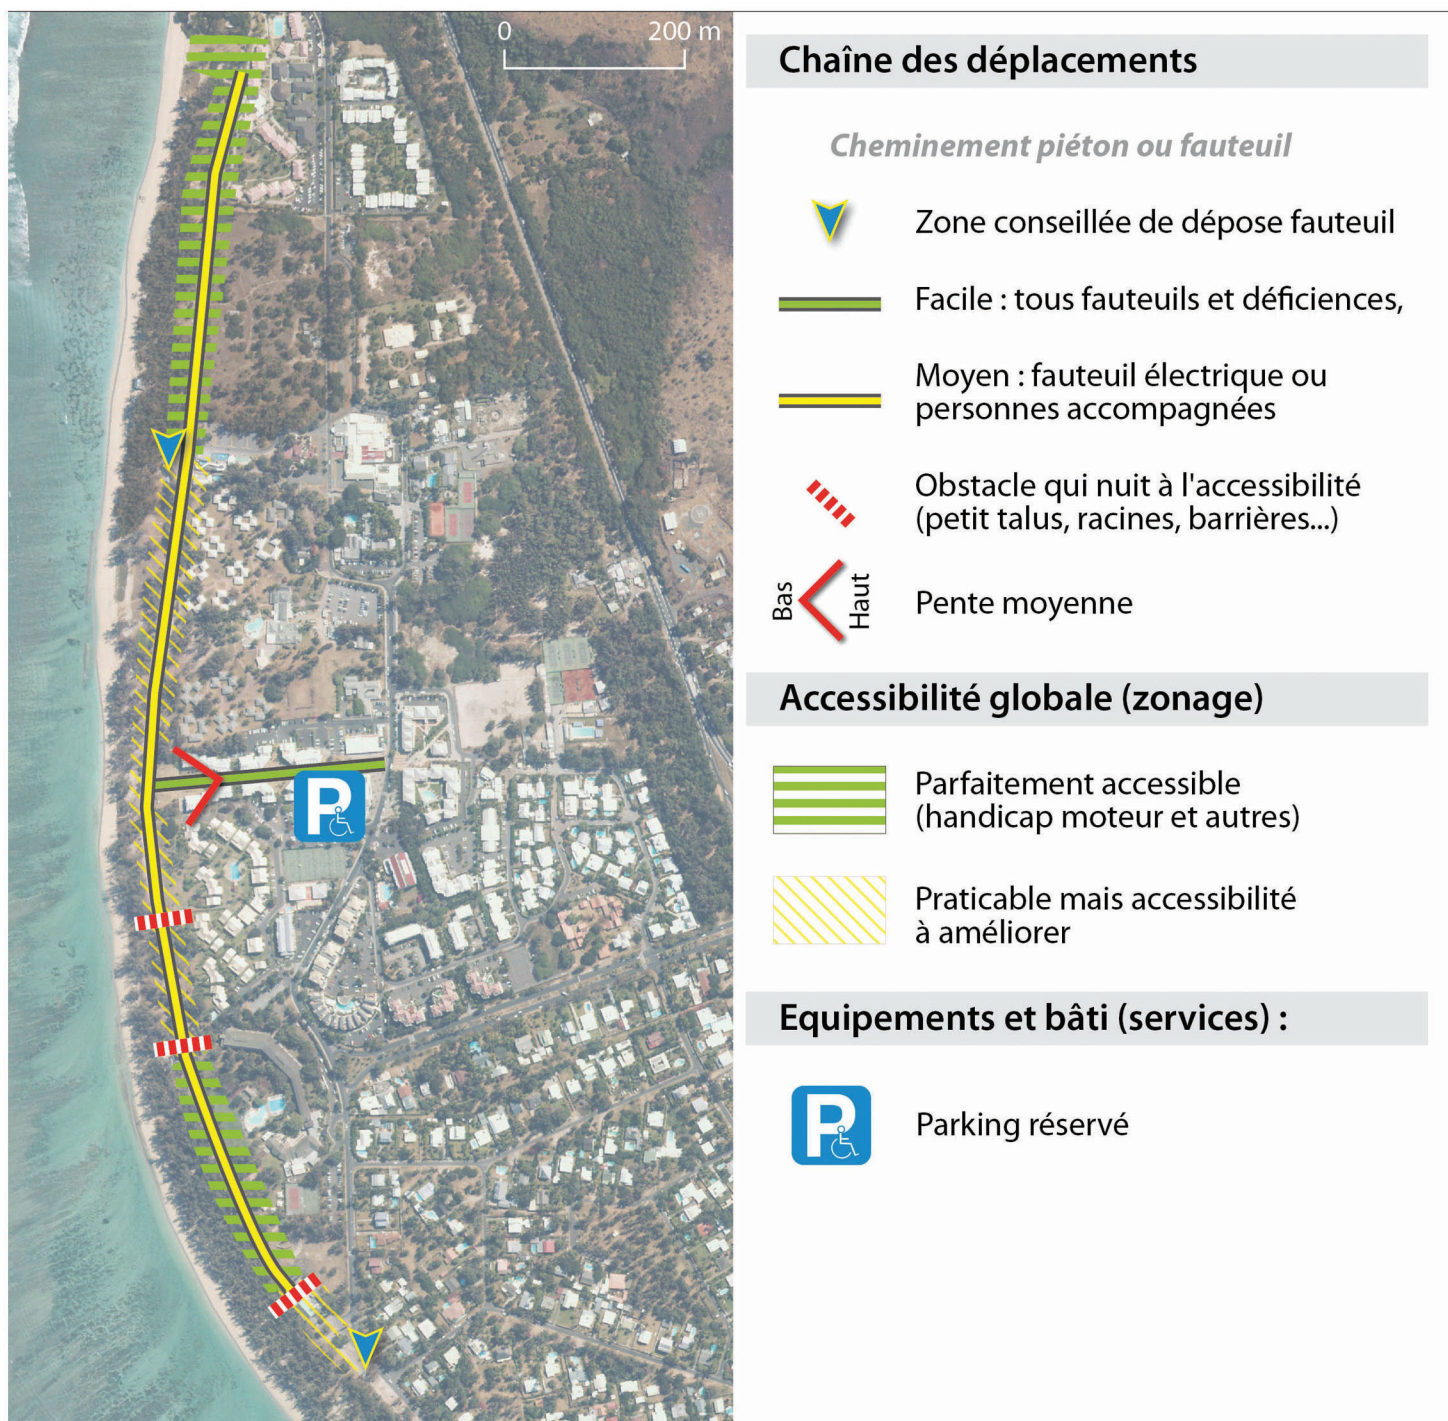 0 200 m
Chaîne des déplacements
Cheminement piéton ou fauteuil
Zone conseillée de dépose fauteuil
Facile : tous fauteuils et déficiences,
Moyen : fauteuil électrique ou
personnes accompagnées
Obstacle qui nuit à l'accessibilité
(petit talus, racines, barrières...)
Bas
Haut
Pente moyenne
Accessibilité globale (zonage)
Parfaitement accessible
(handicap moteur et autres)
Praticable mais accessibilité
à améliorer
P
Equipements et bâti (services) :
P
Parking réservé